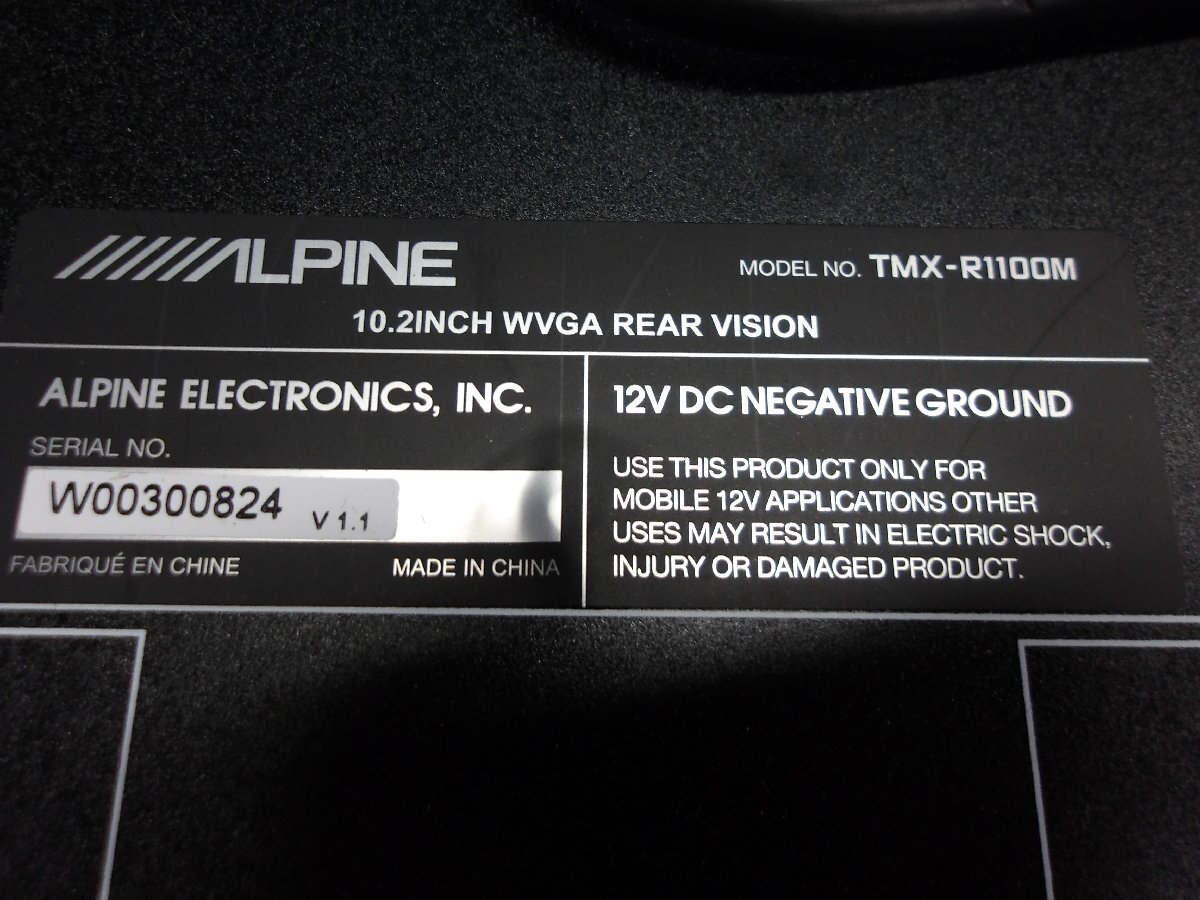 ALPINE
MODEL NO. TMX-R1100M
10.2INCH WVGA REAR VISION
ALPINE ELECTRONICS, INC.
SERIAL NO.
W00300824 V 1.1
FABRIQUÉ EN CHINE MADE IN CHINA
12V DC NEGATIVE GROUND
USE THIS PRODUCT ONLY FOR
MOBILE 12V APPLICATIONS OTHER
USES MAY RESULT IN ELECTRIC SHOCK,
INJURY OR DAMAGED PRODUCT.